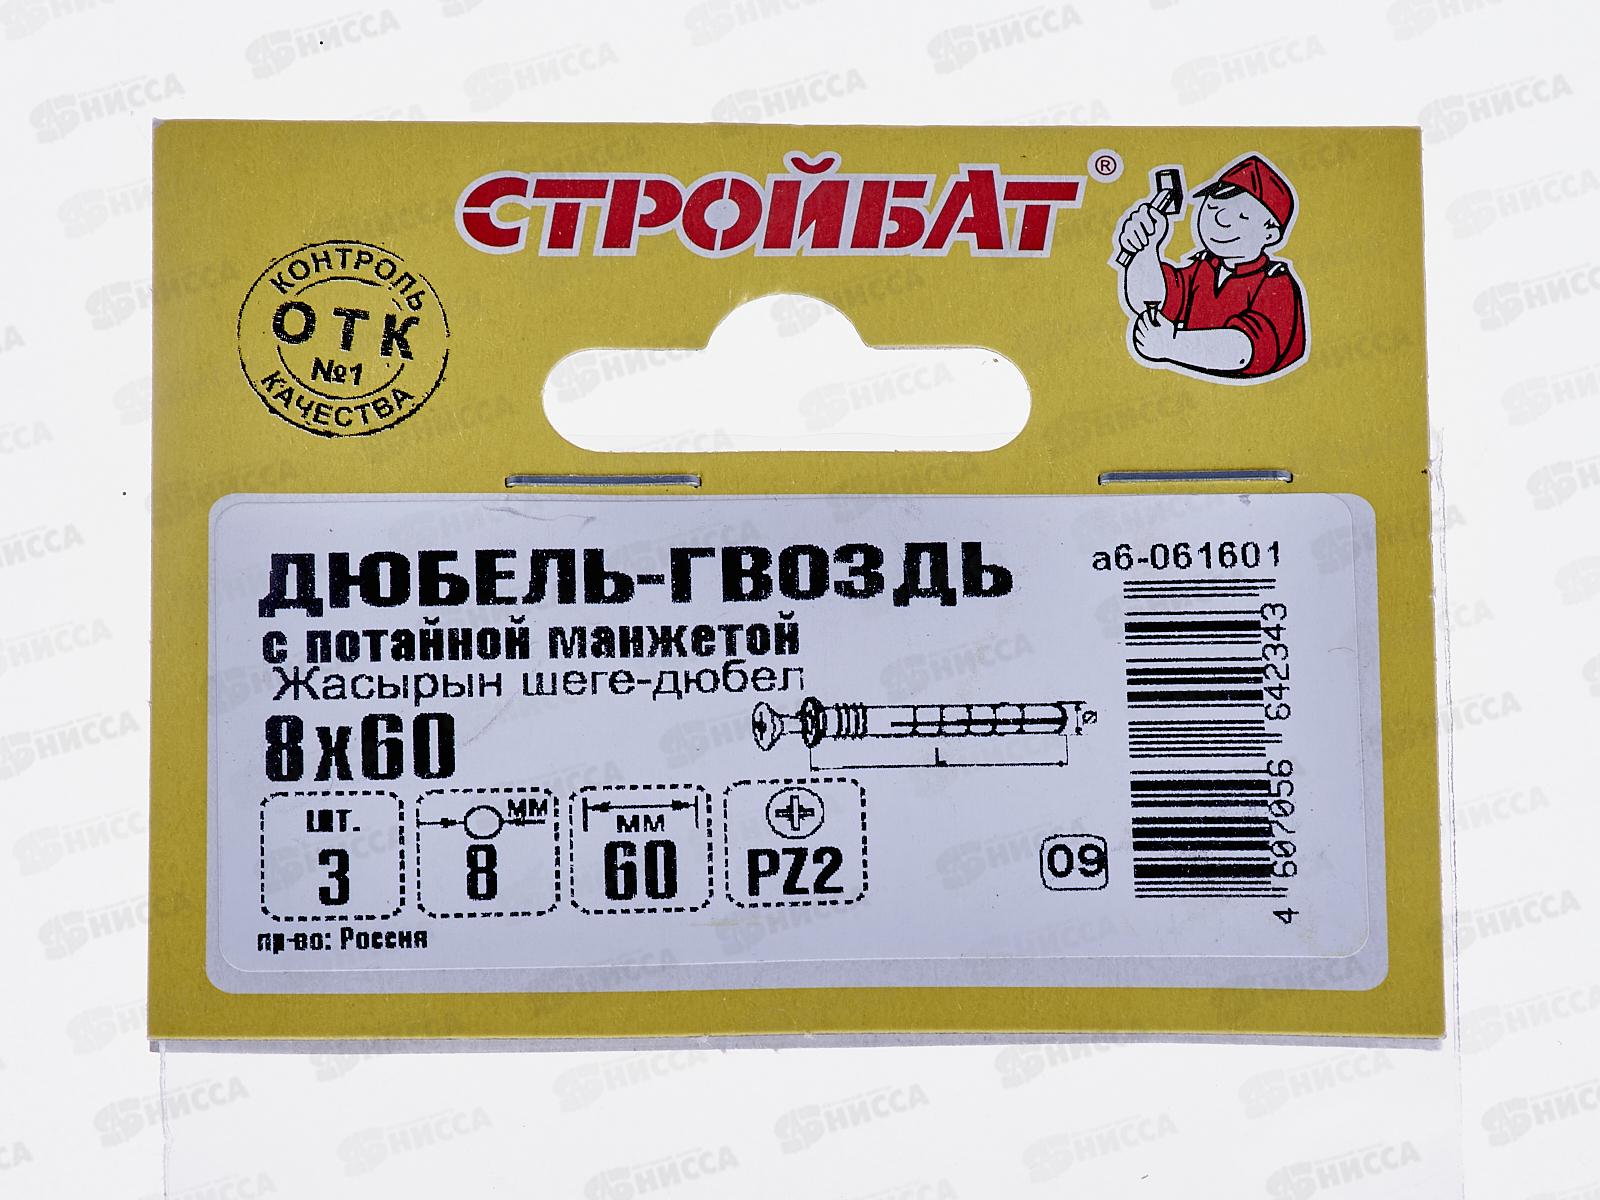 СТРОЙБАТ®
КОНТРОЛЬ
ОТК
№1
КАЧЕСТВА
ДЮБЕЛЬ-ГВОЗДЬ
с потайной манжетой
Жасырын шеге-дюбел
8х60
а6-061601
L
ø
шт.
3
мм
8
мм
60
PZ2
09
4 607056 642343
пр-во: Россия
НИССА